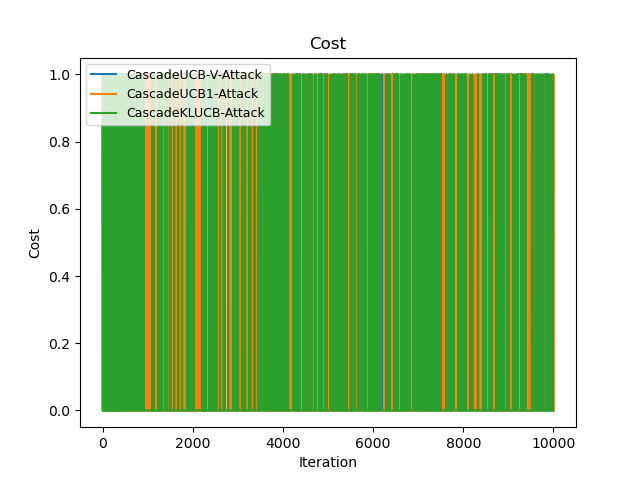 Cost
CascadeUCB-V-Attack
CascadeUCB1-Attack
CascadeKLUCB-Attack
1.0
0.8
0.6
0.4
0.2
0.0
Cost
0 2000 4000 6000 8000 10000
Iteration